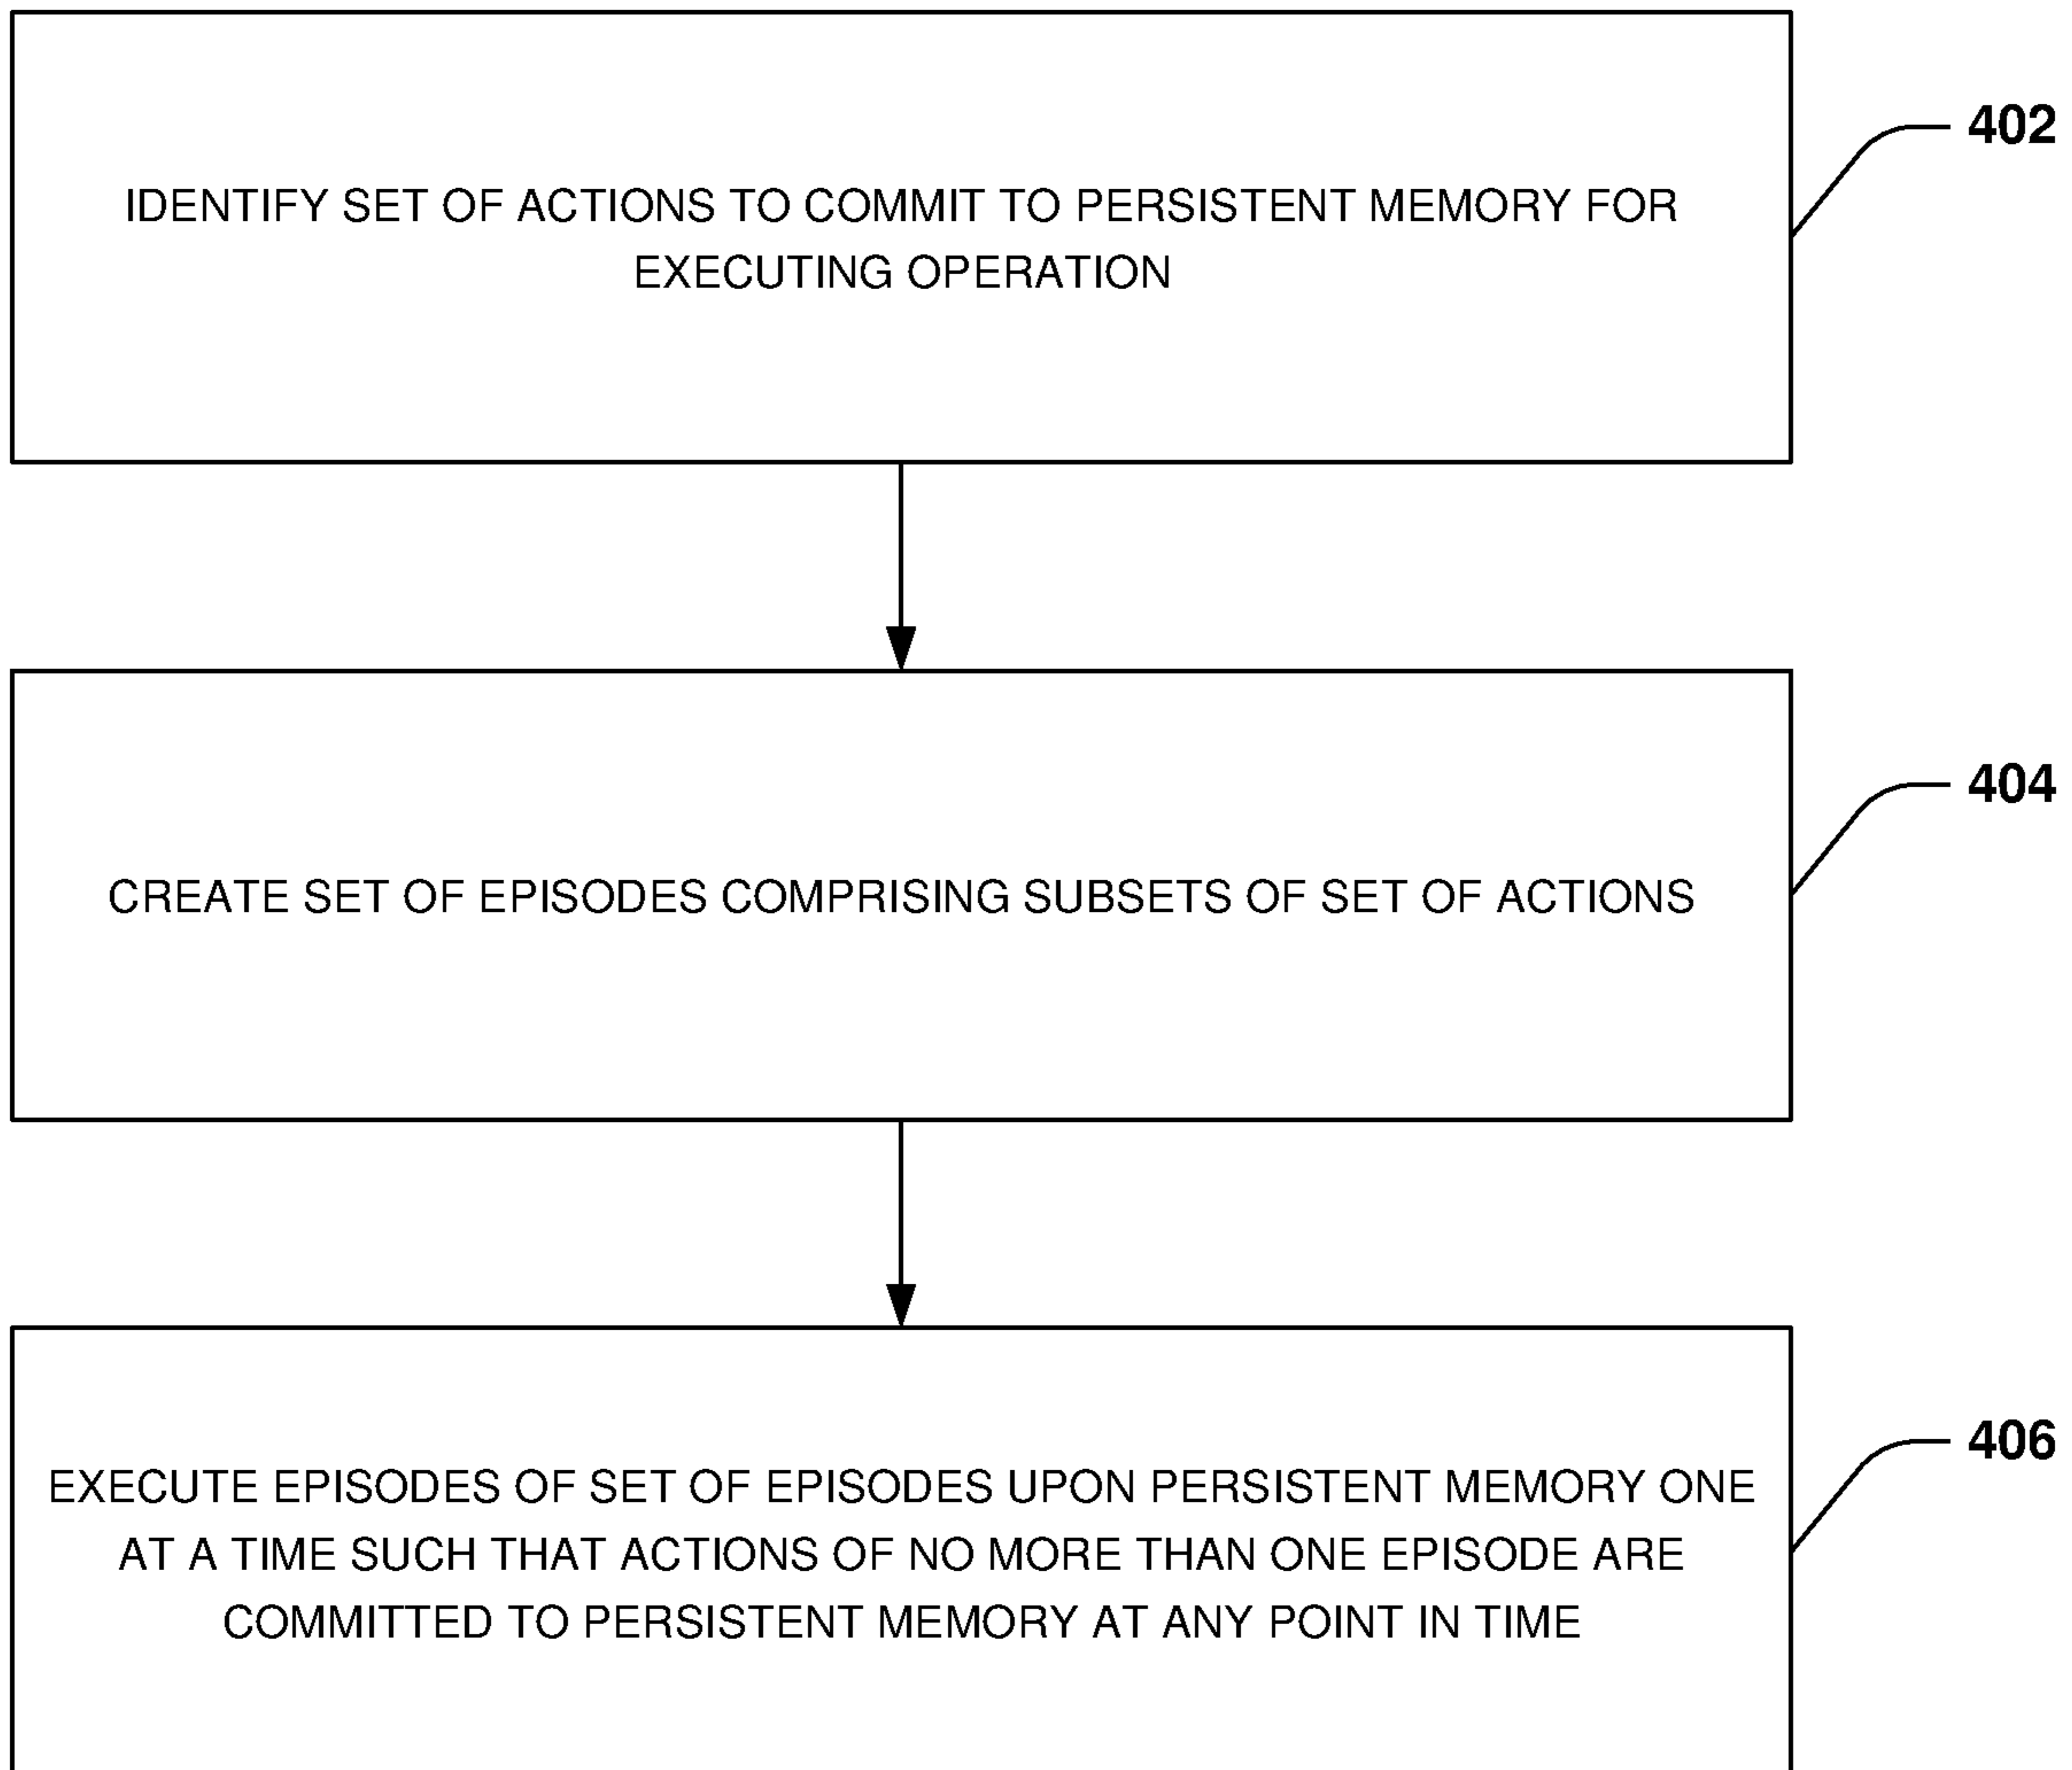 IDENTIFY SET OF ACTIONS TO COMMIT TO PERSISTENT MEMORY FOR
EXECUTING OPERATION
402
CREATE SET OF EPISODES COMPRISING SUBSETS OF SET OF ACTIONS
404
EXECUTE EPISODES OF SET OF EPISODES UPON PERSISTENT MEMORY ONE
AT A TIME SUCH THAT ACTIONS OF NO MORE THAN ONE EPISODE ARE
COMMITTED TO PERSISTENT MEMORY AT ANY POINT IN TIME
406